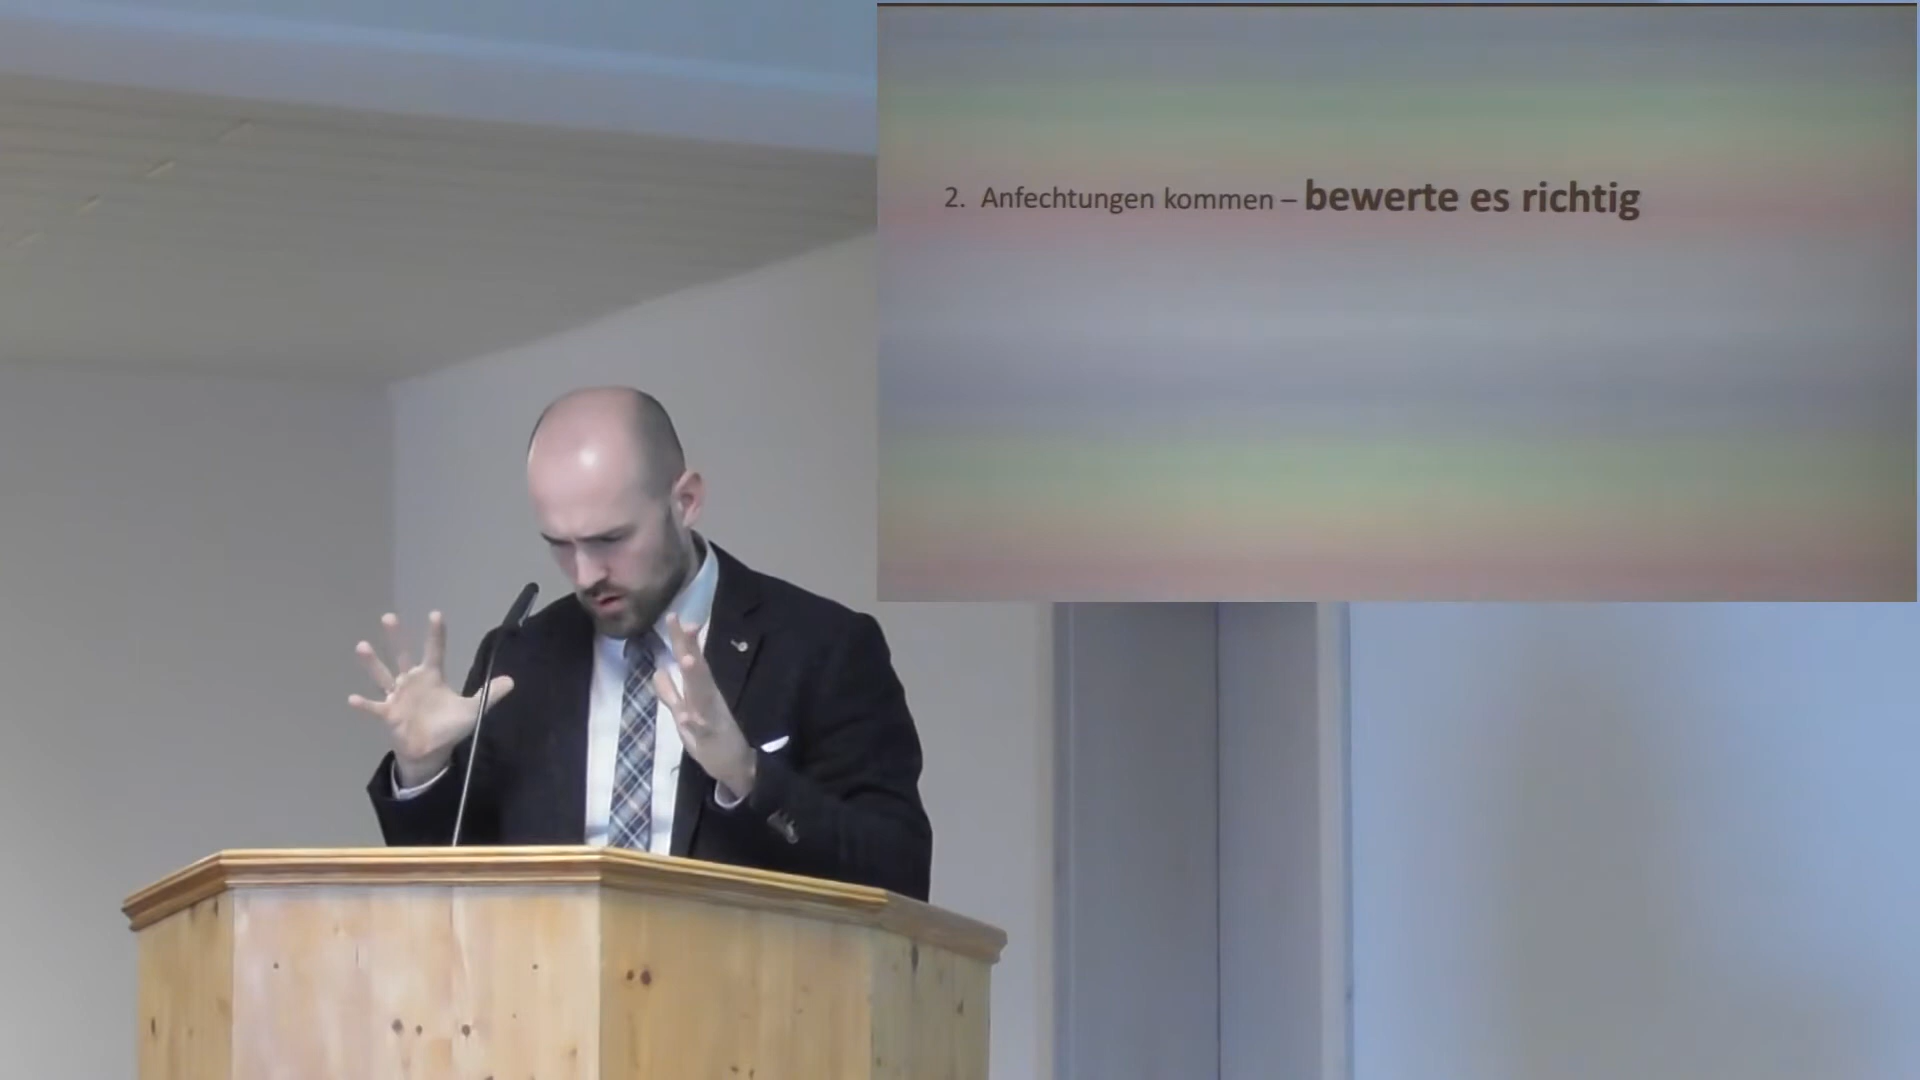 2. Anfechtungen kommen – bewerte es richtig